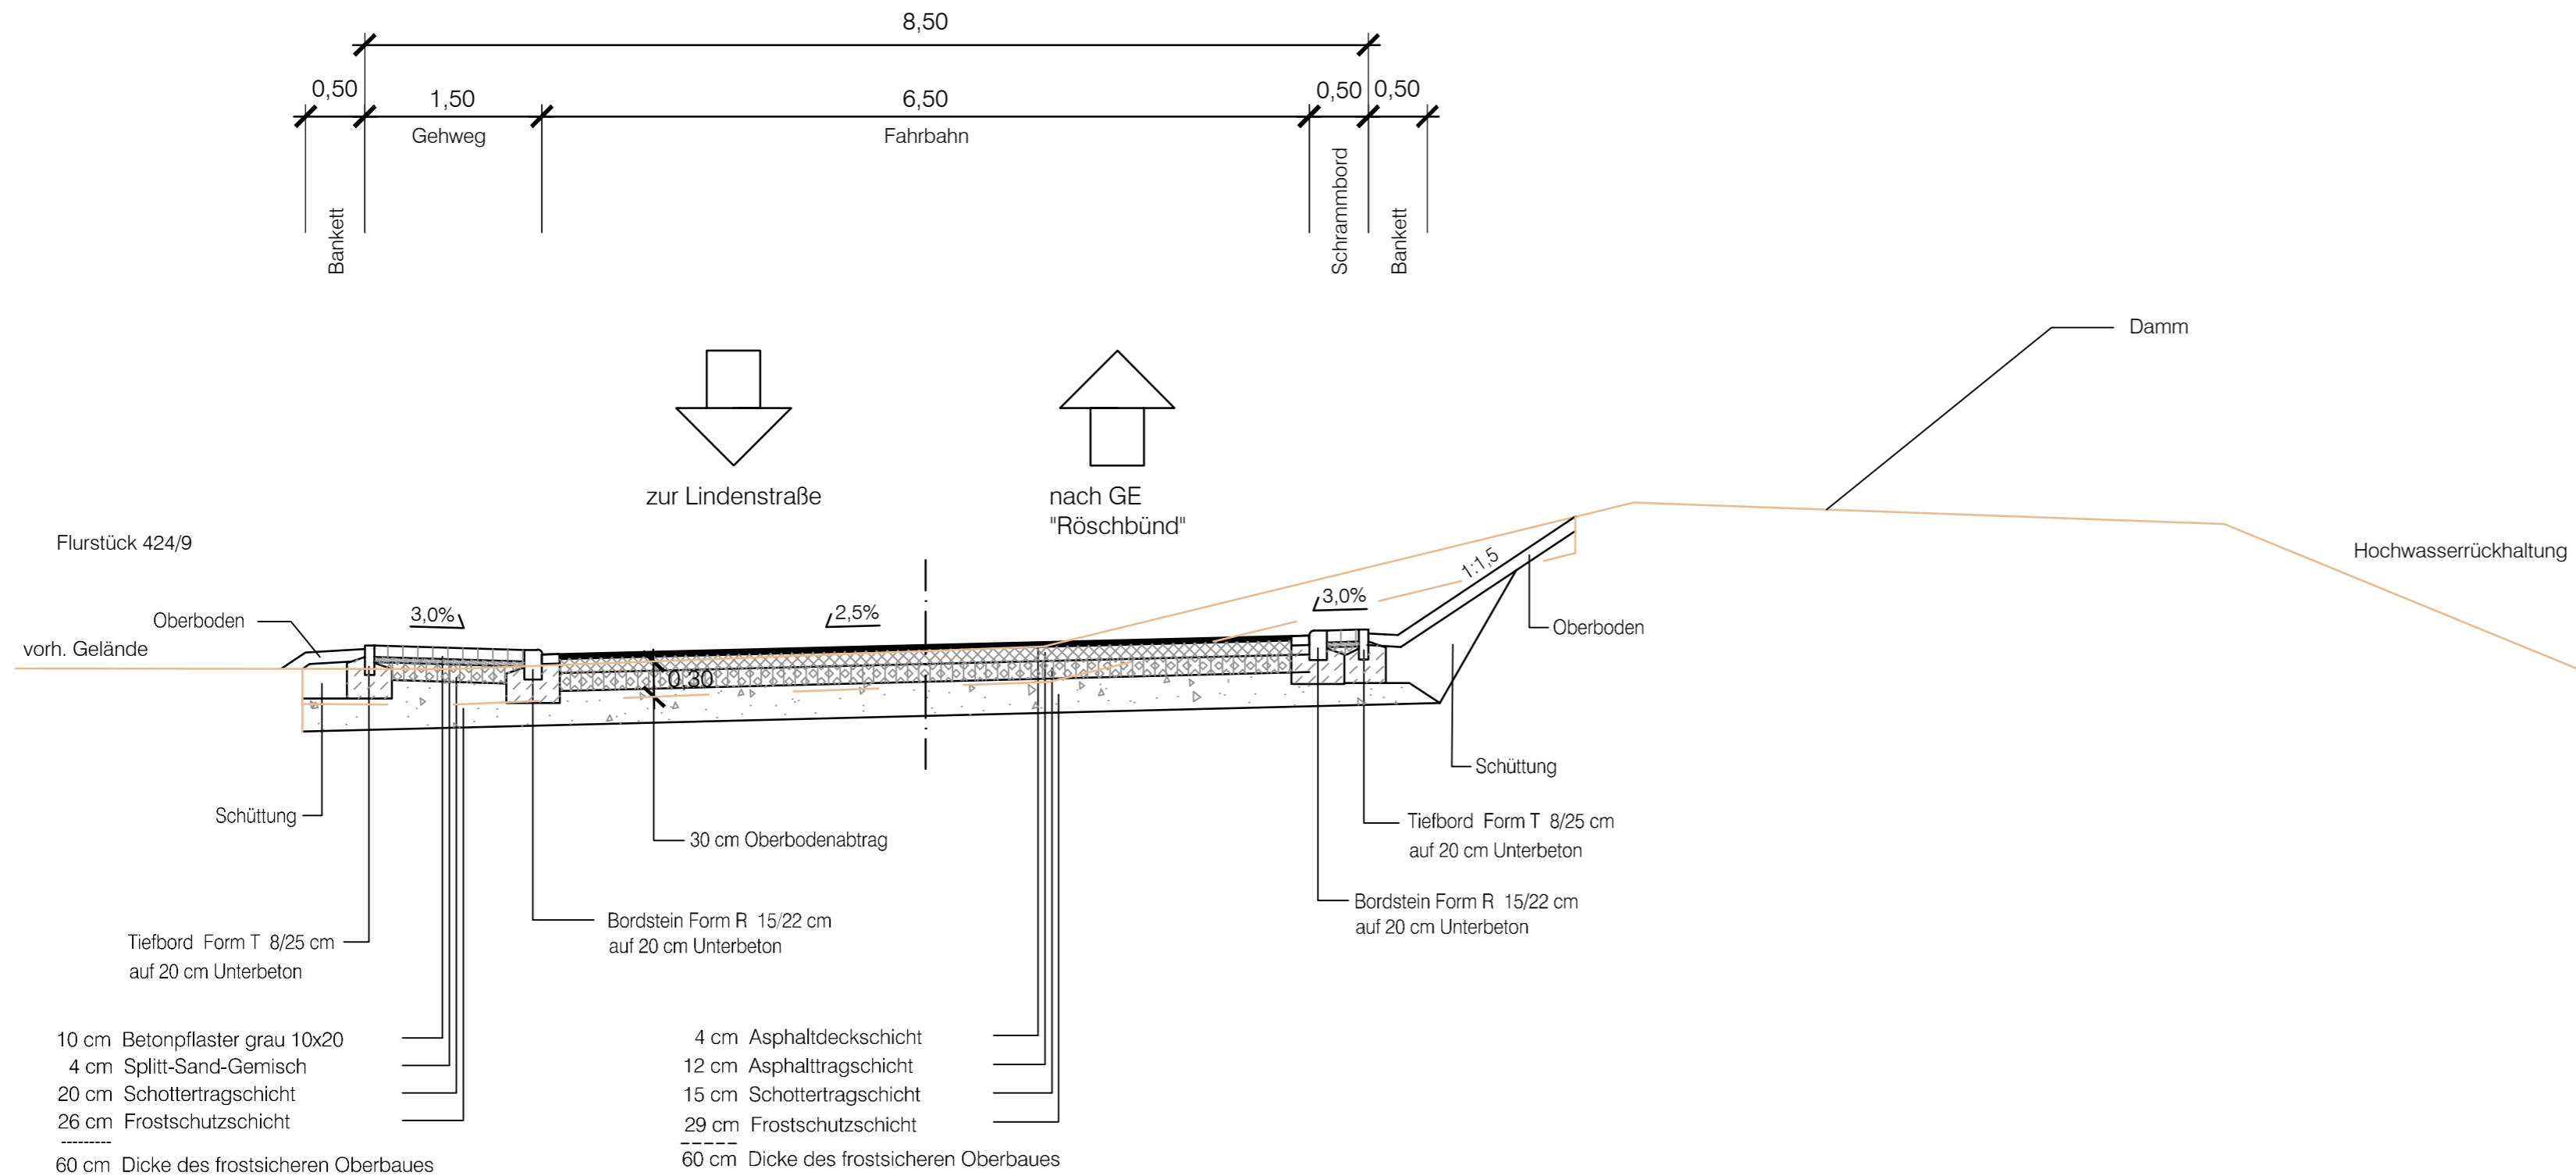 8,50
0,50
1,50
6,50
0,50
0,50
Gehweg
Fahrbahn
Bankett
Schrammbord
Bankett
Damm
zur Lindenstraße
nach GE
"Röschbünd"
Flurstück 424/9
Hochwasserrückhaltung
1:1,5
Oberboden
3,0%
2,5%
3,0%
Oberboden
vorh. Gelände
0,30
Schüttung
Schüttung
30 cm Oberbodenabtrag
Tiefbord Form T 8/25 cm
auf 20 cm Unterbeton
Bordstein Form R 15/22 cm
auf 20 cm Unterbeton
Bordstein Form R 15/22 cm
auf 20 cm Unterbeton
Tiefbord Form T 8/25 cm
auf 20 cm Unterbeton
10 cm Betonpflaster grau 10x20
4 cm Splitt-Sand-Gemisch
20 cm Schottertragschicht
26 cm Frostschutzschicht
---------
60 cm Dicke des frostsicheren Oberbaues
4 cm Asphaltdeckschicht
12 cm Asphalttragschicht
15 cm Schottertragschicht
29 cm Frostschutzschicht
-----
60 cm Dicke des frostsicheren Oberbaues